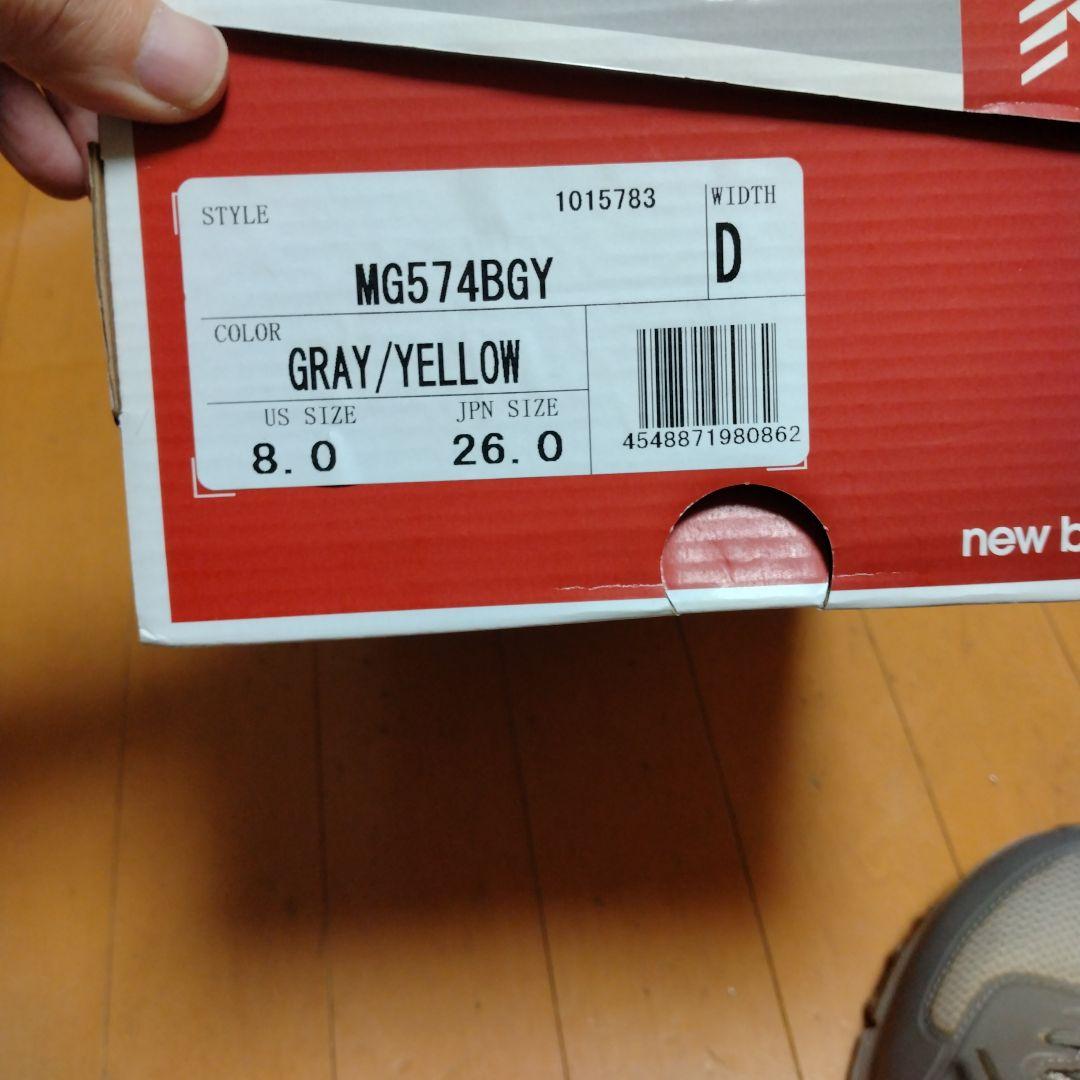 STYLE
1015783
WIDTH
MG574BGY
D
COLOR
GRAY/YELLOW
US SIZE
JPN SIZE
8.0
26.0
4548871980862
new b